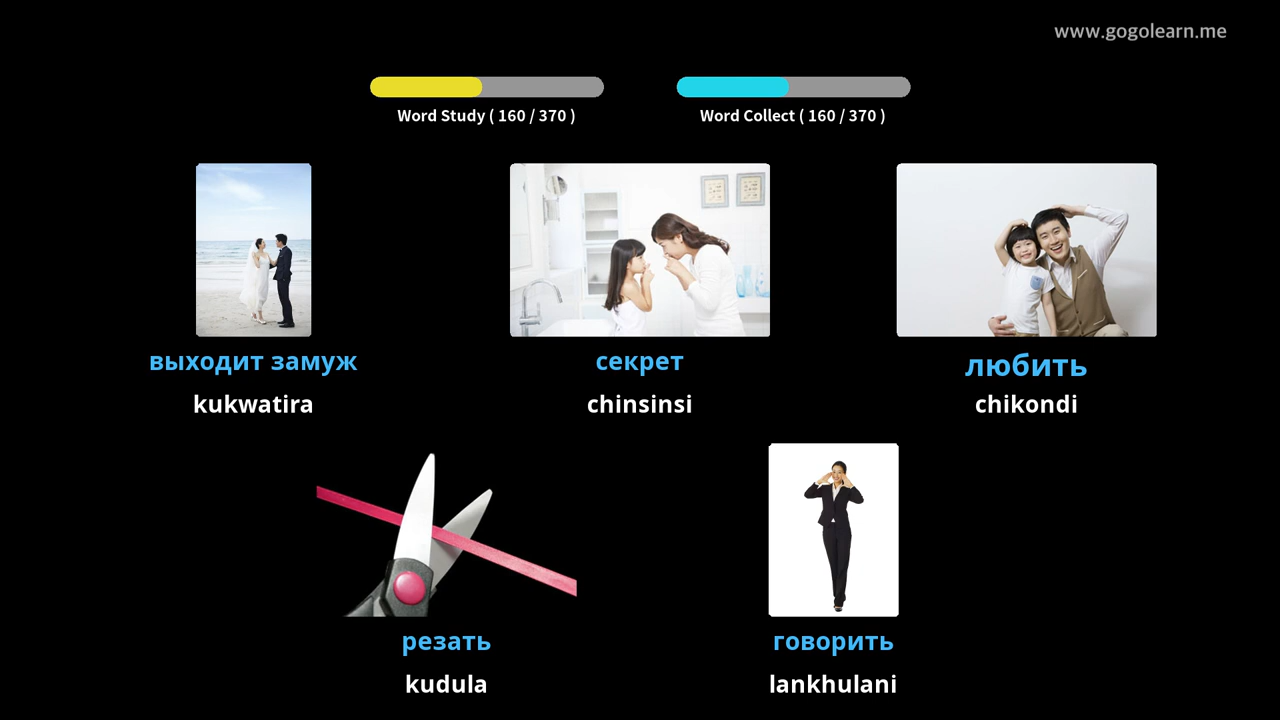 www.gogolearn.me
Word Study ( 160 / 370 )
Word Collect ( 160 / 370 )
выходит замуж
kukwatira
секрет
chinsinsi
любить
chikondi
резать
kudula
говорить
lankhulani